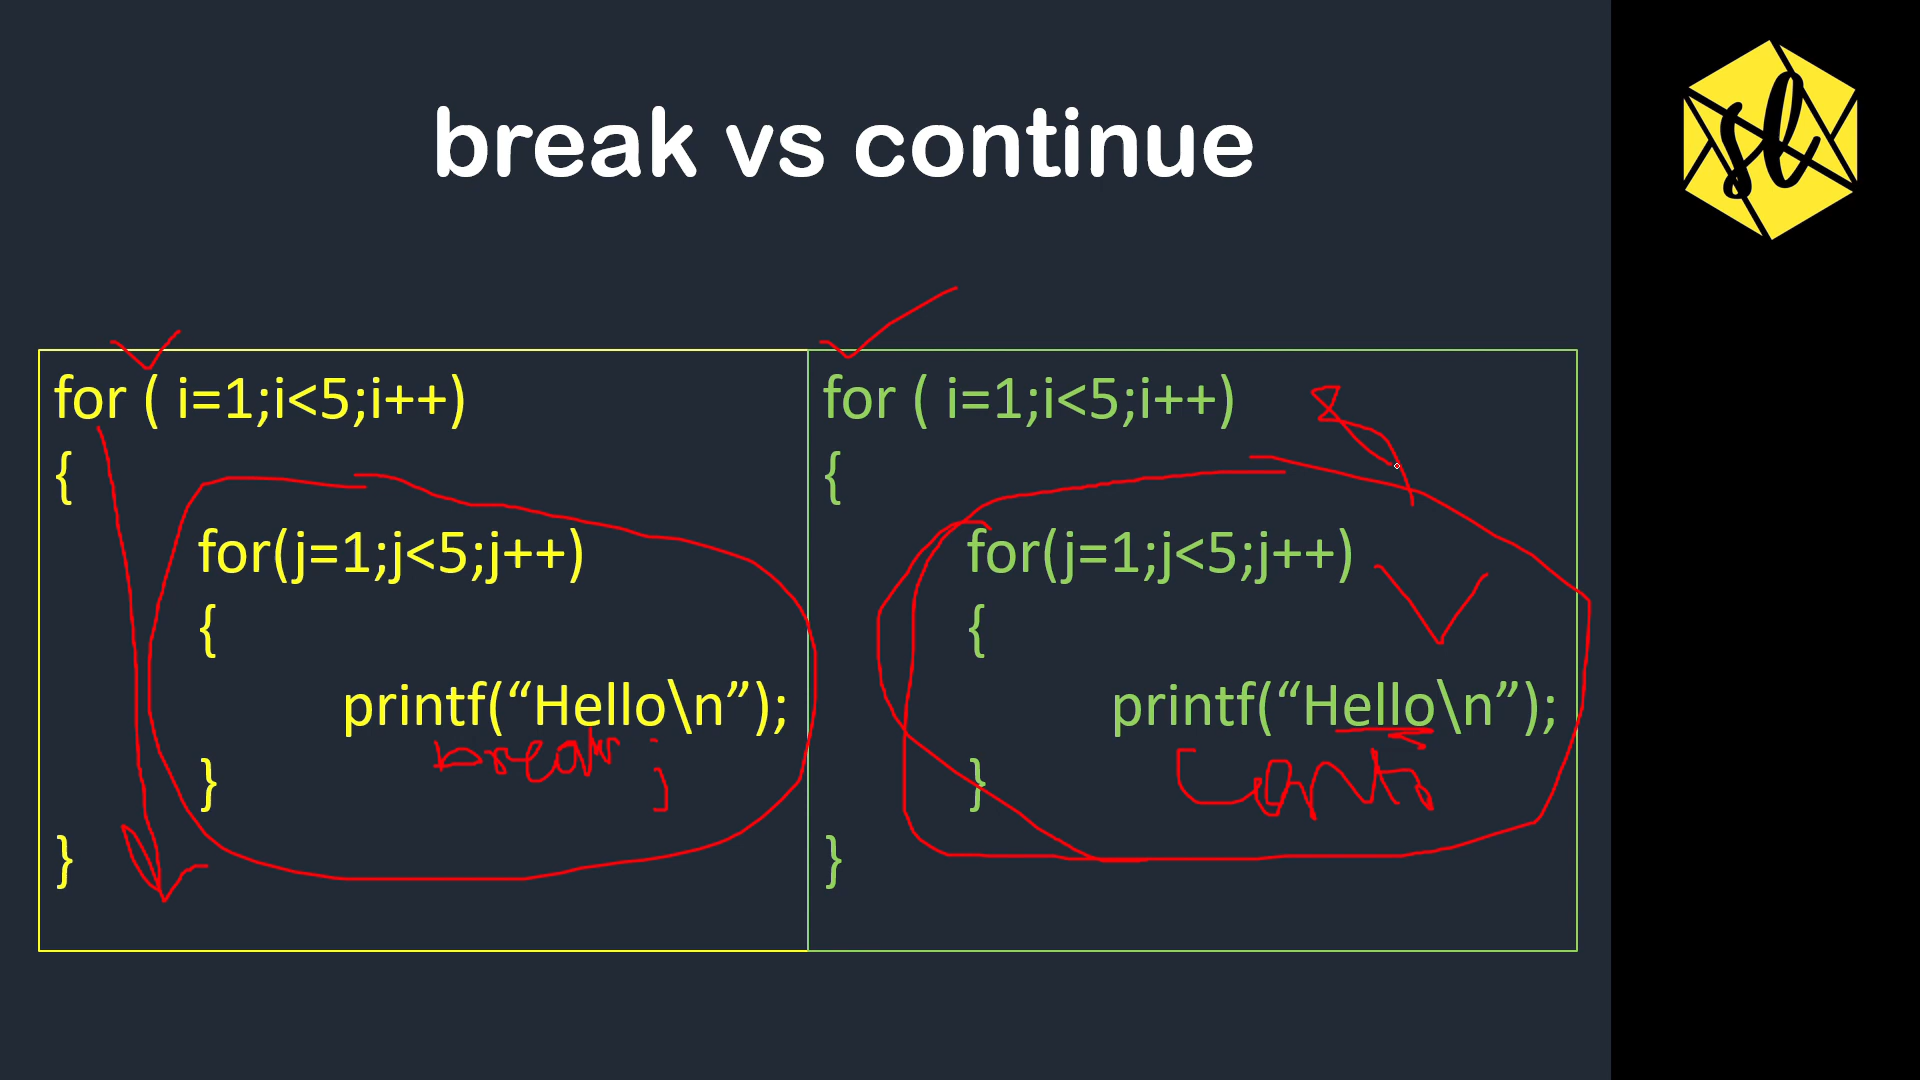 break vs continue
sl
for ( i=1;i<5;i++)
{
for(j=1;j<5;j++)
{
printf(“Hello\n”);
break ;
}
}
for ( i=1;i<5;i++)
{
for(j=1;j<5;j++)
{
printf(“Hello\n”);
}
}